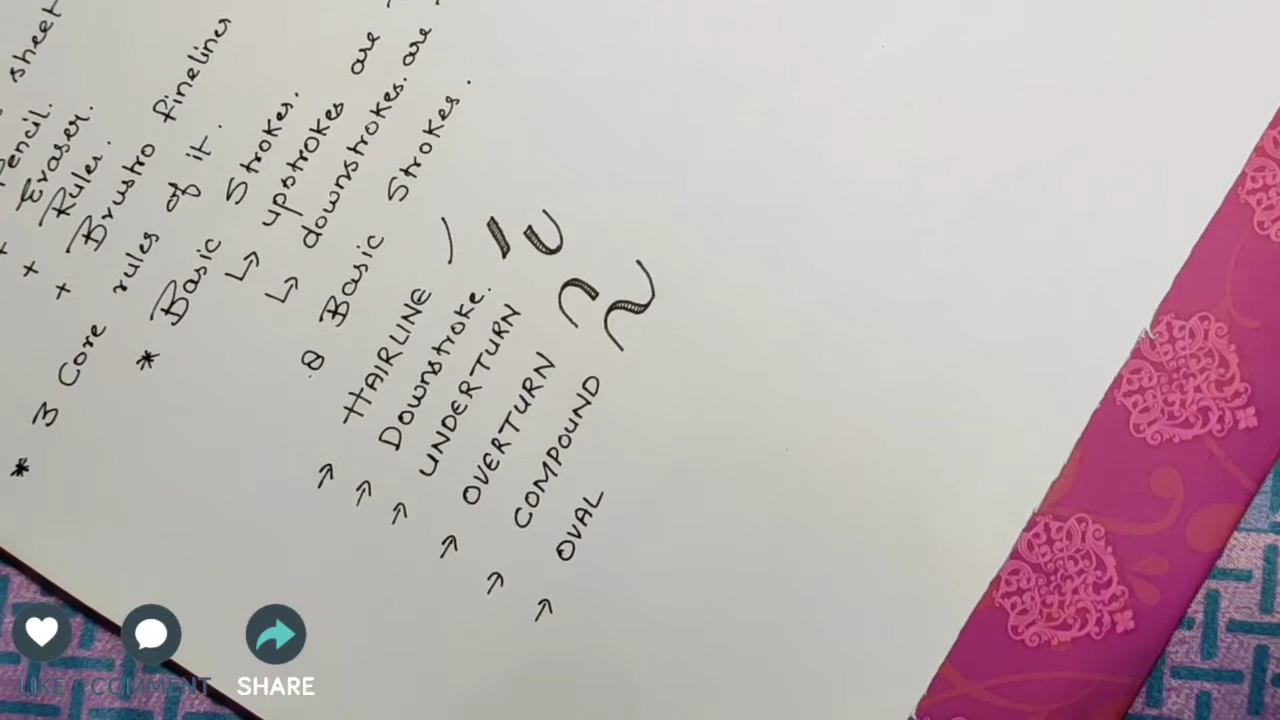 sheet
Pencil.
+ Eraser.
+ Ruler.
+ Brustro fineliner
* 3 Core rules of it.
* Basic Strokes.
↳ upstrokes are
↳ downstrokes. are
8 Basic Strokes.
→ HAIRLINE
→ Downstroke.
→ UNDERTURN
→ OVERTURN
→ COMPOUND
→ OVAL
LIKE COMMENT SHARE